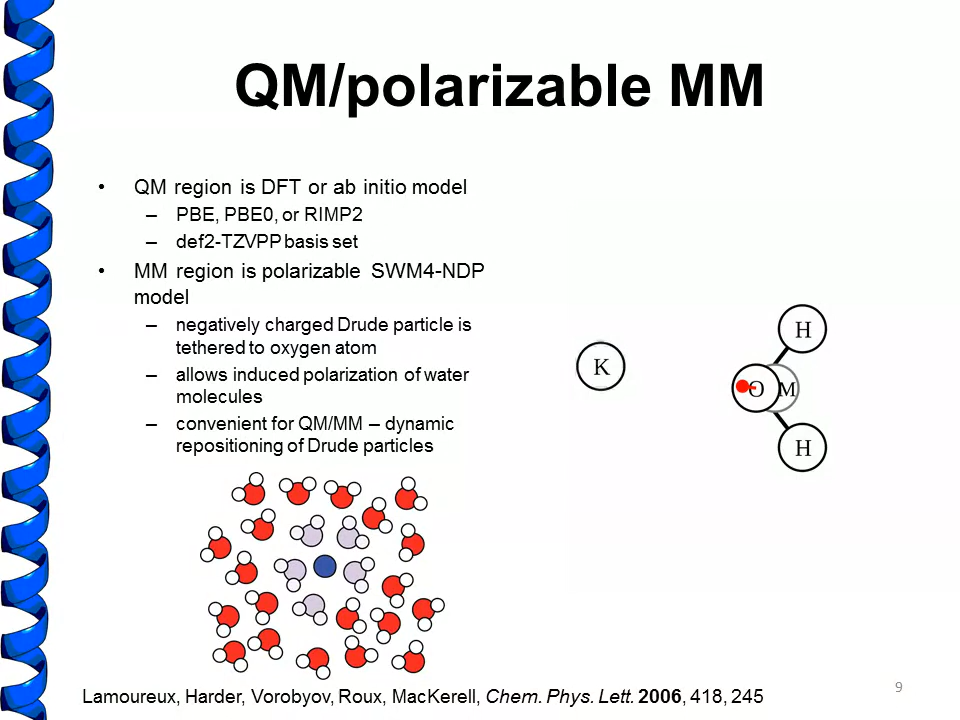 QM/polarizable MM
• QM region is DFT or ab initio model
– PBE, PBE0, or RIMP2
– def2-TZVPP basis set
• MM region is polarizable SWM4-NDP
model
– negatively charged Drude particle is
tethered to oxygen atom
– allows induced polarization of water
molecules
– convenient for QM/MM – dynamic
repositioning of Drude particles
H
K
O M
H
Lamoureux, Harder, Vorobyov, Roux, MacKerell, Chem. Phys. Lett. 2006, 418, 245
9